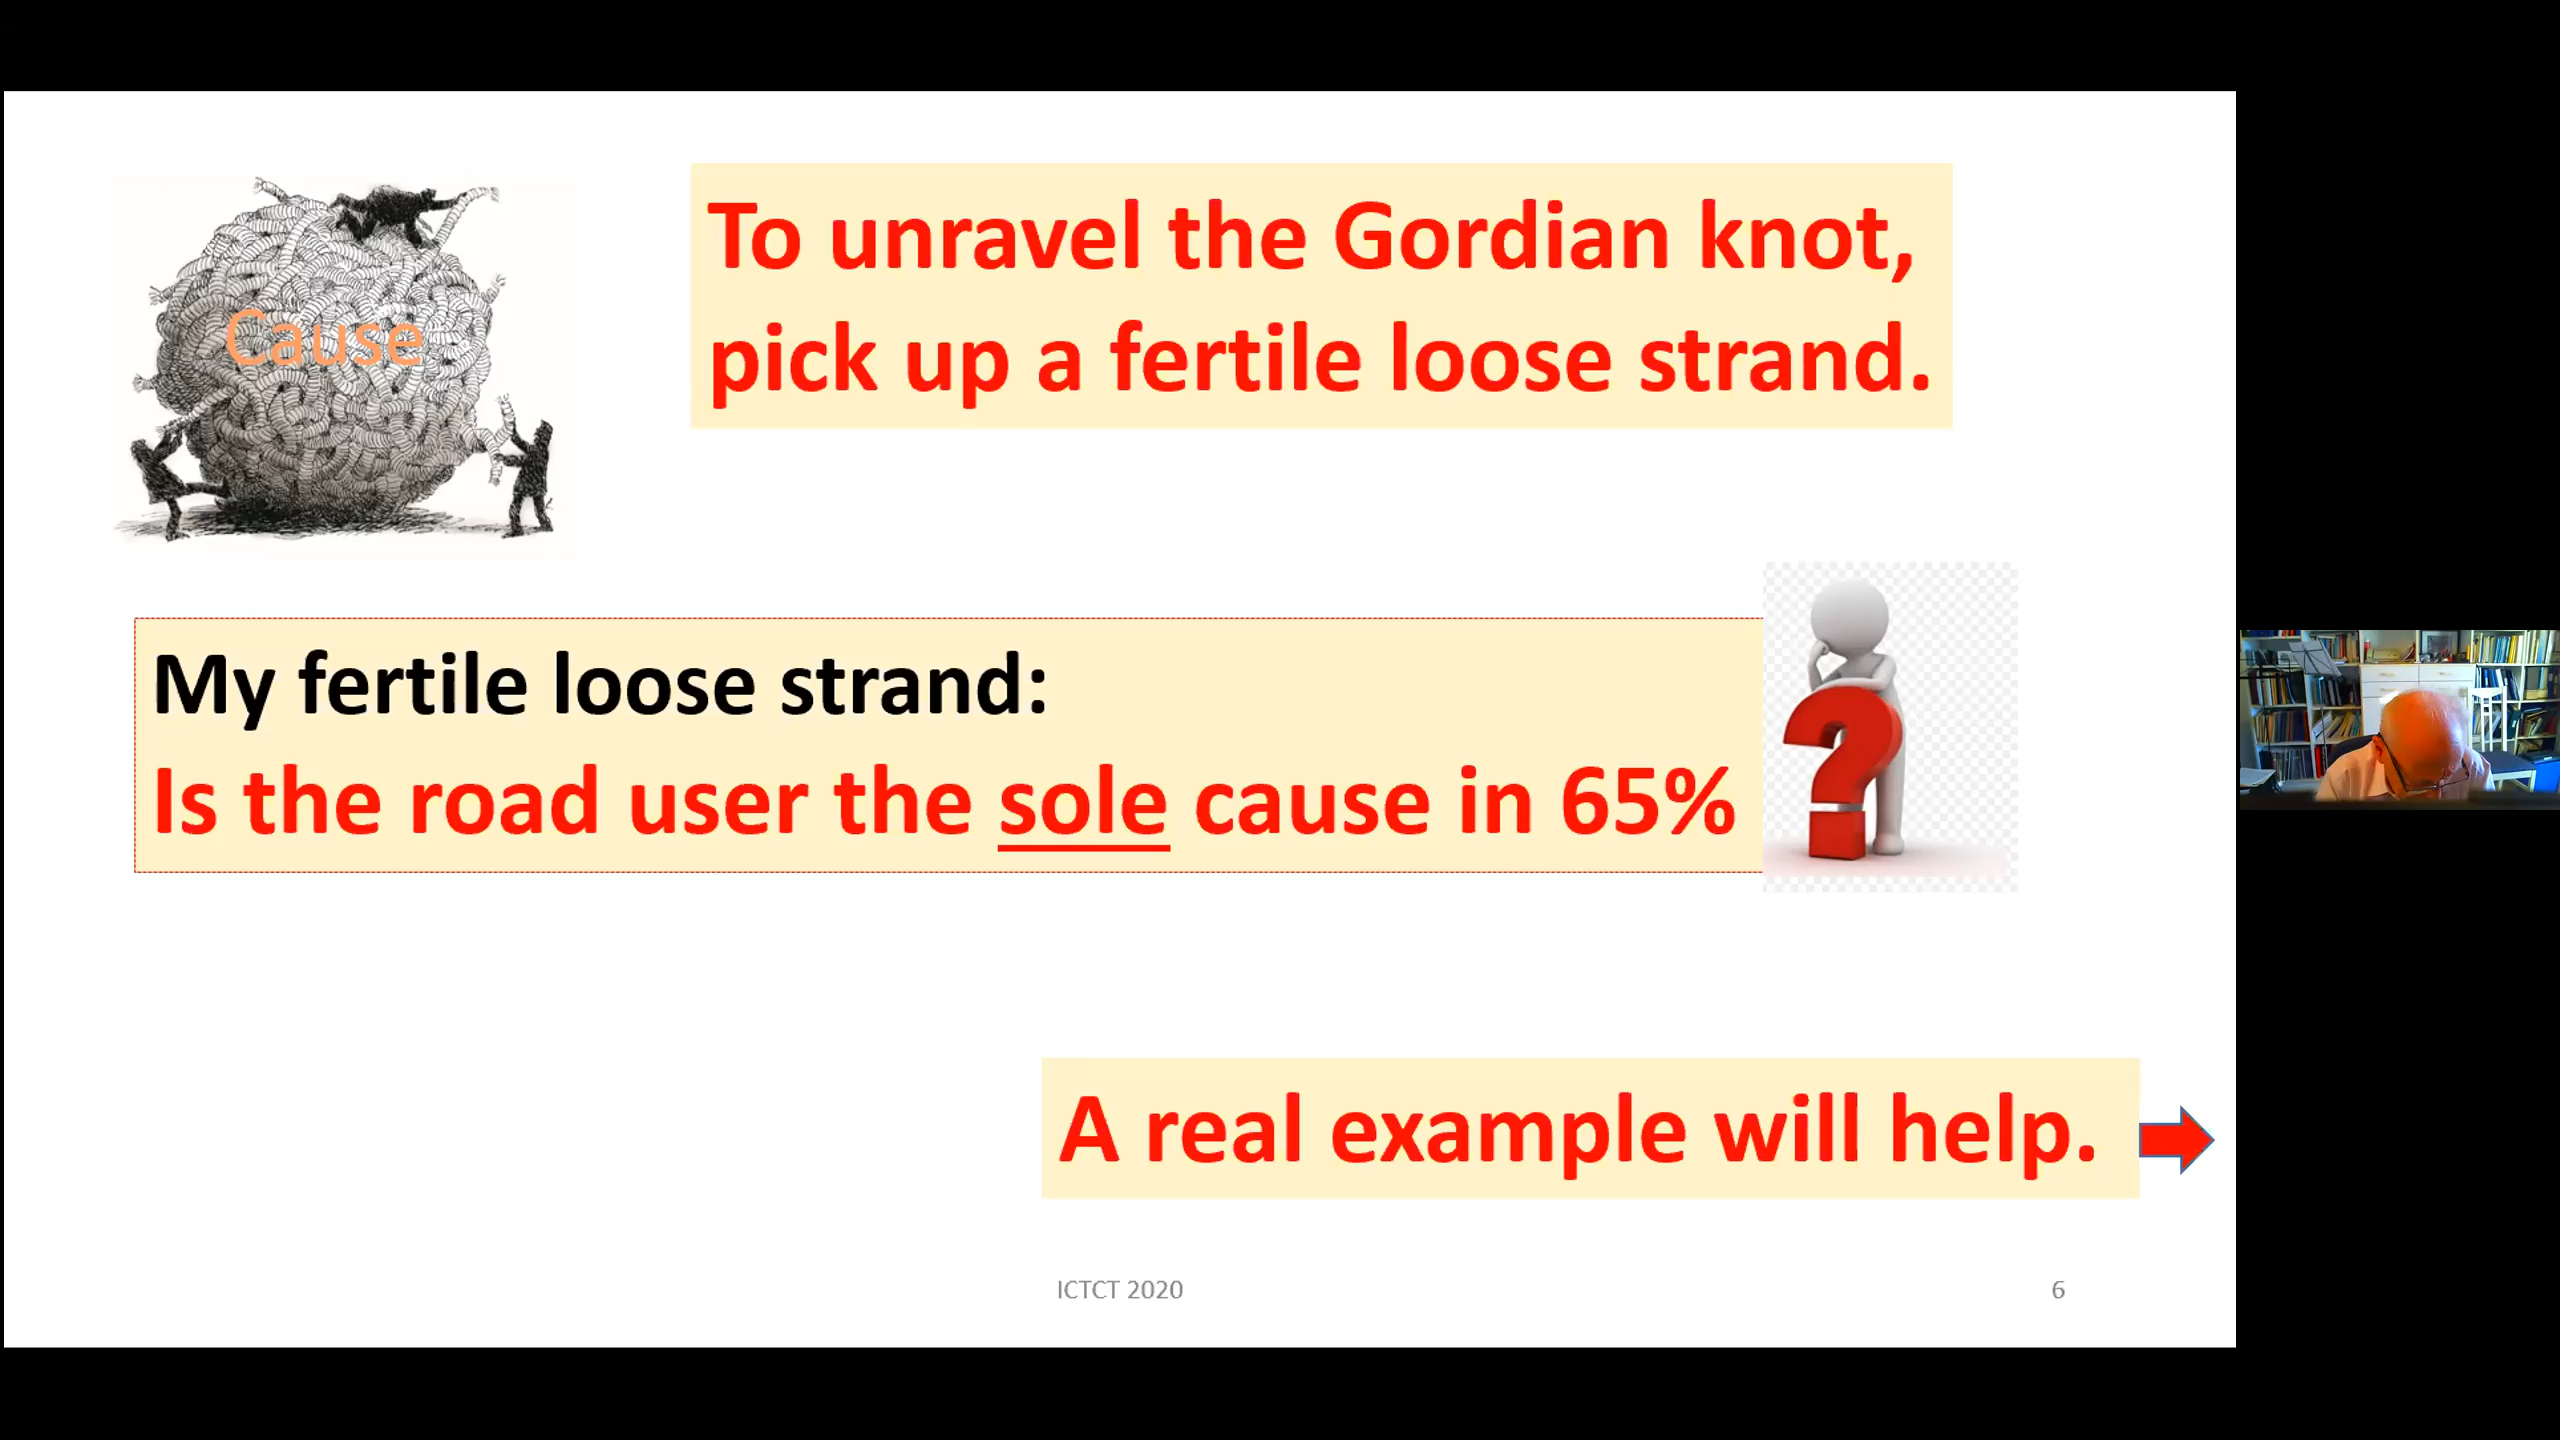 To unravel the Gordian knot,
pick up a fertile loose strand.
Cause
My fertile loose strand:
Is the road user the sole cause in 65%
?
A real example will help.
ICTCT 2020
6